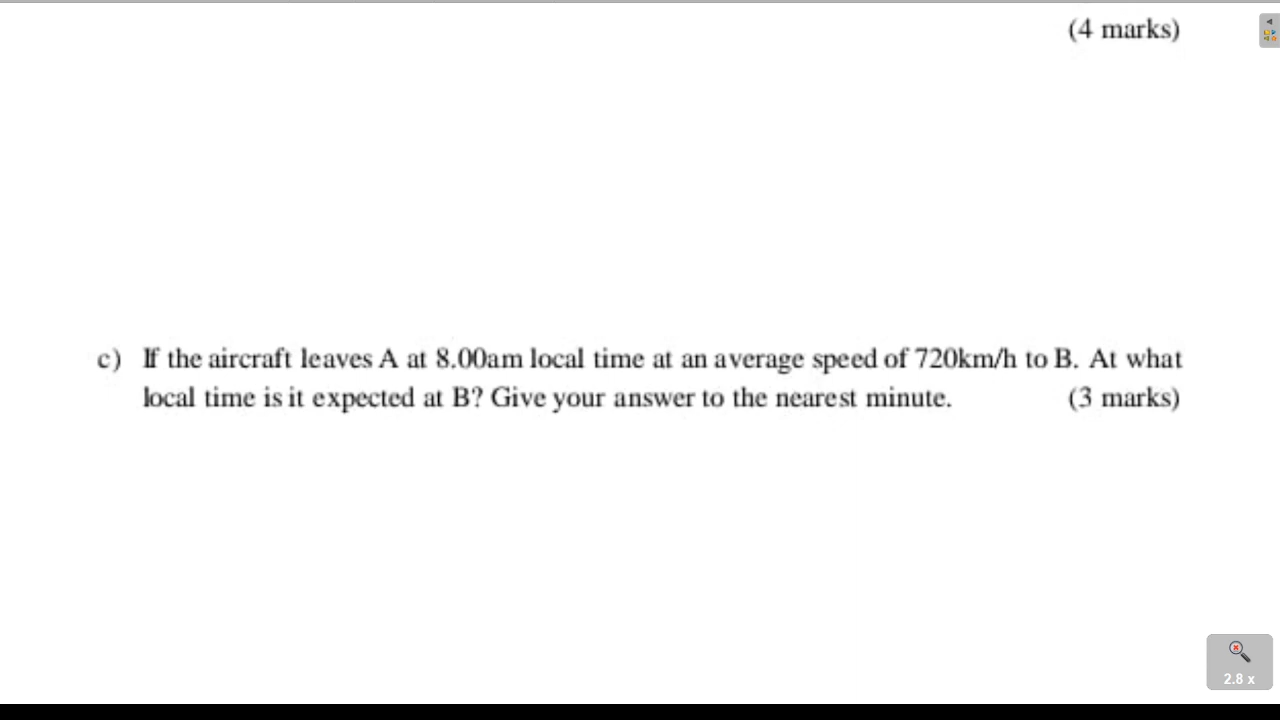 (4 marks)
c) If the aircraft leaves A at 8.00am local time at an average speed of 720km/h to B. At what
local time is it expected at B? Give your answer to the nearest minute. (3 marks)
2.8 x